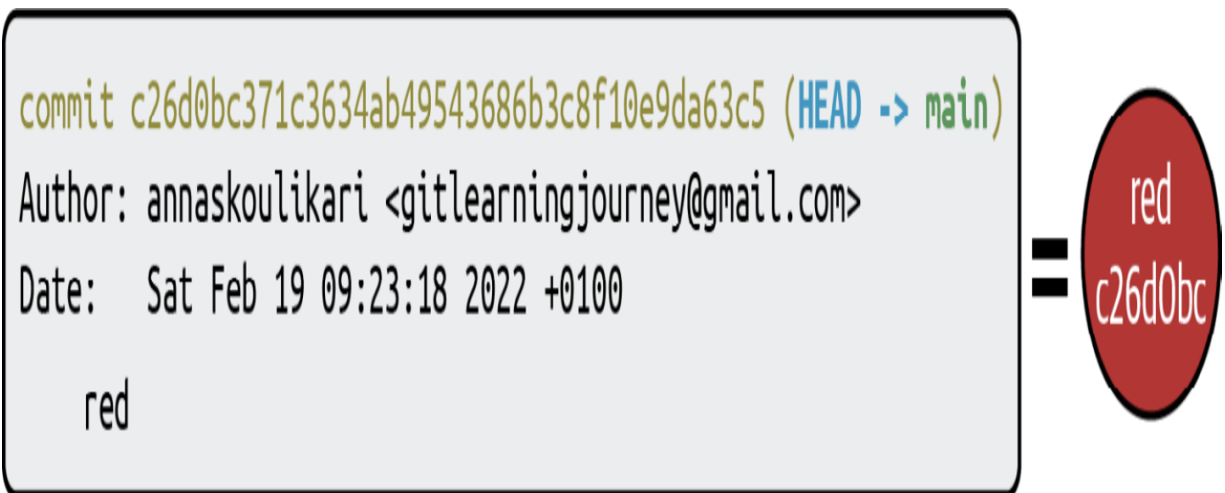 commit c26d0bc371c3634ab49543686b3c8f10e9da63c5 (HEAD -> main)
Author: annaskoulikari <gitlearningjourney@gmail.com>
Date:   Sat Feb 19 09:23:18 2022 +0100
    red
=
red
c26d0bc